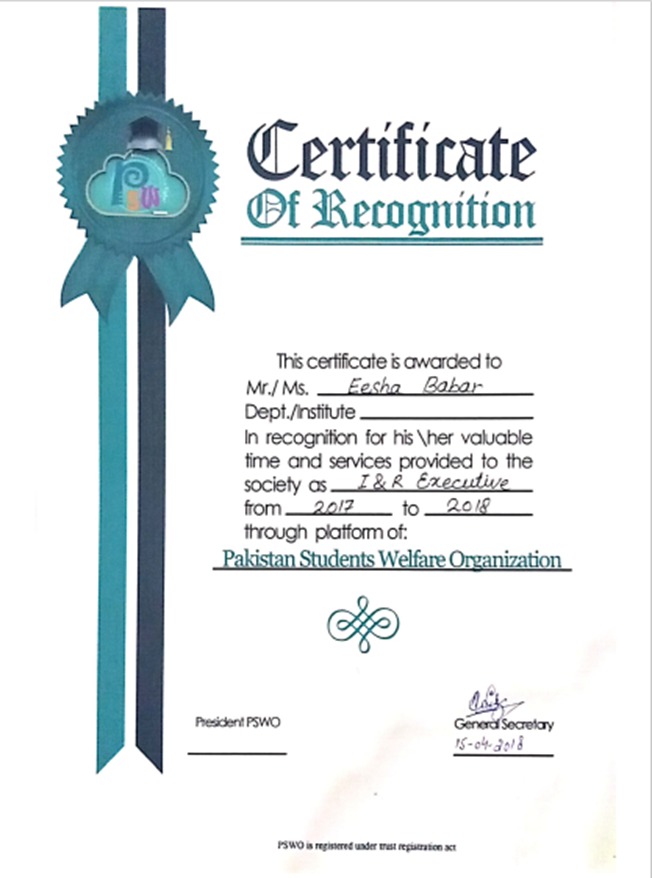 PSW
Certificate
Of Recognition
This certificate is awarded to
Mr./ Ms. Eesha Babar
Dept./Institute
In recognition for his\her valuable
time and services provided to the
society as I & R Executive
from 2017 to 2018
through platform of:
Pakistan Students Welfare Organization
President PSWO
General Secretary
15-04-2018
PSWO is registered under trust registration act